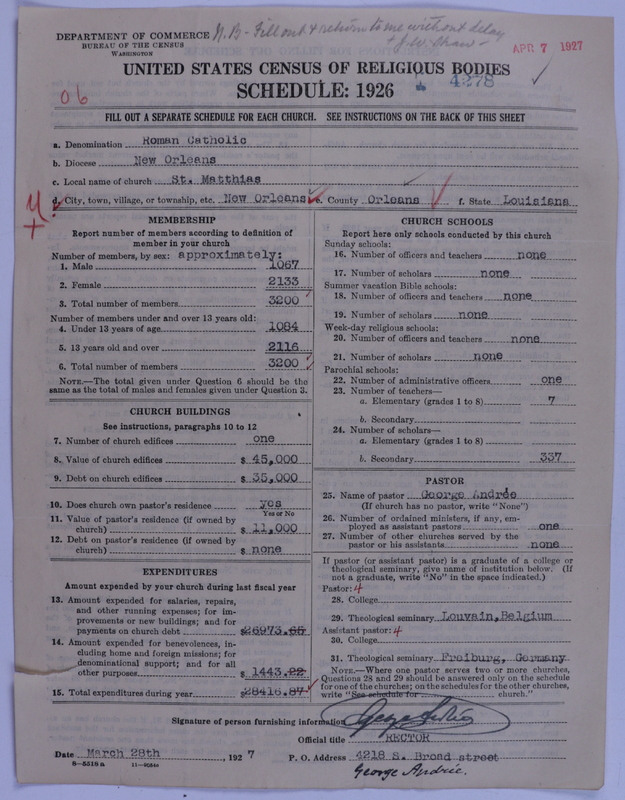 DEPARTMENT OF COMMERCE
BUREAU OF THE CENSUS
WASHINGTON
N.B - Fill out & return to me without delay
J.W. Shaw -
APR 7 1927
UNITED STATES CENSUS OF RELIGIOUS BODIES
SCHEDULE: 1926
4278
06
FILL OUT A SEPARATE SCHEDULE FOR EACH CHURCH. SEE INSTRUCTIONS ON THE BACK OF THIS SHEET
a. Denomination Roman Catholic
b. Diocese New Orleans
c. Local name of church St. Matthias
d. City, town, village, or township, etc. New Orleans e. County Orleans f. State Louisiana
MEMBERSHIP
Report number of members according to definition of
member in your church
Number of members, by sex: approximately:
1. Male 1067
2. Female 2133
3. Total number of members 3200
Number of members under and over 13 years old:
4. Under 13 years of age 1084
5. 13 years old and over 2116
6. Total number of members 3200
NOTE.—The total given under Question 6 should be the
same as the total of males and females given under Question 3.
CHURCH BUILDINGS
See instructions, paragraphs 10 to 12
7. Number of church edifices one
8. Value of church edifices $ 45,000
9. Debt on church edifices $ 35,000
10. Does church own pastor's residence yes
Yes or No
11. Value of pastor's residence (if owned by
church) $ 11,000
12. Debt on pastor's residence (if owned by
church) $ none
EXPENDITURES
Amount expended by your church during last fiscal year
13. Amount expended for salaries, repairs,
and other running expenses; for im-
provements or new buildings; and for
payments on church debt $26973.65
14. Amount expended for benevolences, in-
cluding home and foreign missions; for
denominational support; and for all
other purposes $ 1443.22
15. Total expenditures during year $28416.87
CHURCH SCHOOLS
Report here only schools conducted by this church
Sunday schools:
16. Number of officers and teachers none
17. Number of scholars none
Summer vacation Bible schools:
18. Number of officers and teachers none
19. Number of scholars none
Week-day religious schools:
20. Number of officers and teachers none
21. Number of scholars none
Parochial schools:
22. Number of administrative officers one
23. Number of teachers—
a. Elementary (grades 1 to 8) 7
b. Secondary
24. Number of scholars—
a. Elementary (grades 1 to 8)
b. Secondary 337
PASTOR
25. Name of pastor George Andrée
(If church has no pastor, write "None")
26. Number of ordained ministers, if any, em-
ployed as assistant pastors one
27. Number of other churches served by the
pastor or his assistants none
If pastor (or assistant pastor) is a graduate of a college or
theological seminary, give name of institution below. (If
not a graduate, write "No" in the space indicated.)
Pastor: 4
28. College
29. Theological seminary Louvain, Belgium
Assistant pastor: 4
30. College
31. Theological seminary Freiburg, Germany
NOTE.—Where one pastor serves two or more churches,
Questions 28 and 29 should be answered only on the schedule
for one of the churches; on the schedules for the other churches,
write "See schedule for church."
Signature of person furnishing information George Andrée
Official title RECTOR
Date March 28th, 1927
P. O. Address 4218 S. Broad street
8—5518a 11—9054a
George Andrée.